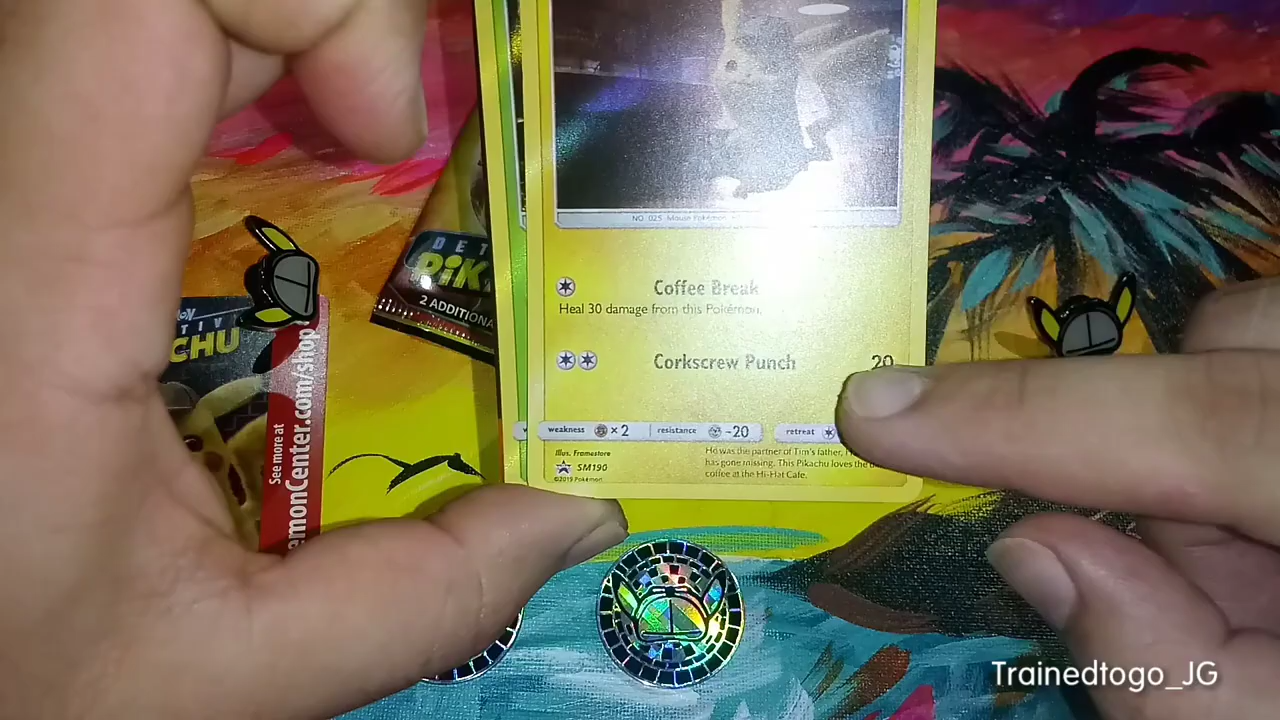 NO. 025 Mouse Pokémon
Coffee Break
Heal 30 damage from this Pokémon.
Corkscrew Punch 20
weakness ×2 resistance -20 retreat
Illus. Framestore
SM190
©2019 Pokémon
He was the partner of Tim's father,
has gone missing. This Pikachu loves the
coffee at the Hi-Hat Cafe.
DET
PIK
2 ADDITIONA
TIV
CHU
See more at
emonCenter.com/shop
Trainedtogo_JG